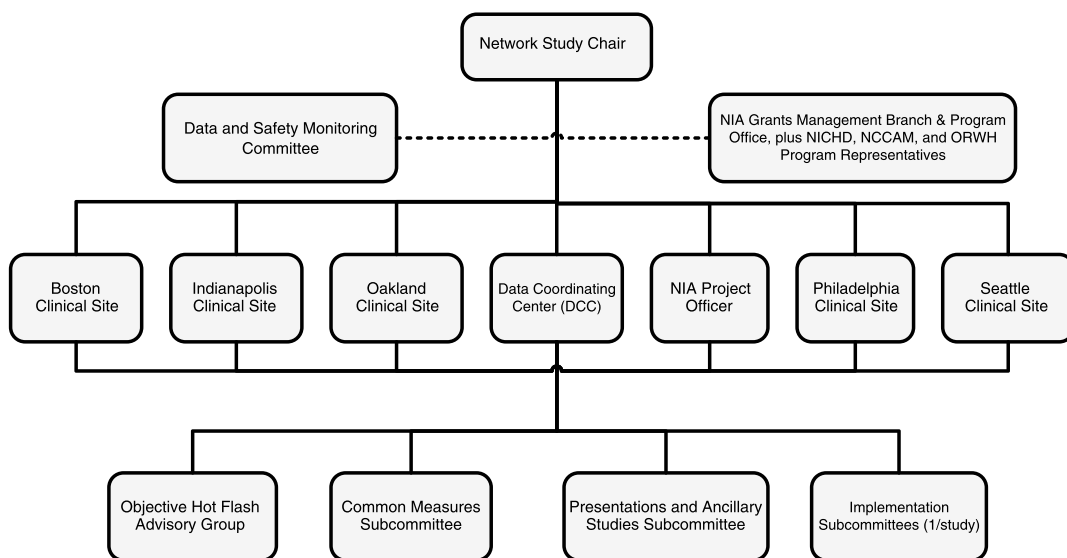 Network Study Chair
Data and Safety Monitoring
Committee
NIA Grants Management Branch & Program
Office, plus NICHD, NCCAM, and ORWH
Program Representatives
Boston
Clinical Site
Indianapolis
Clinical Site
Oakland
Clinical Site
Data Coordinating
Center (DCC)
NIA Project
Officer
Philadelphia
Clinical Site
Seattle
Clinical Site
Objective Hot Flash
Advisory Group
Common Measures
Subcommittee
Presentations and Ancillary
Studies Subcommittee
Implementation
Subcommittees (1/study)